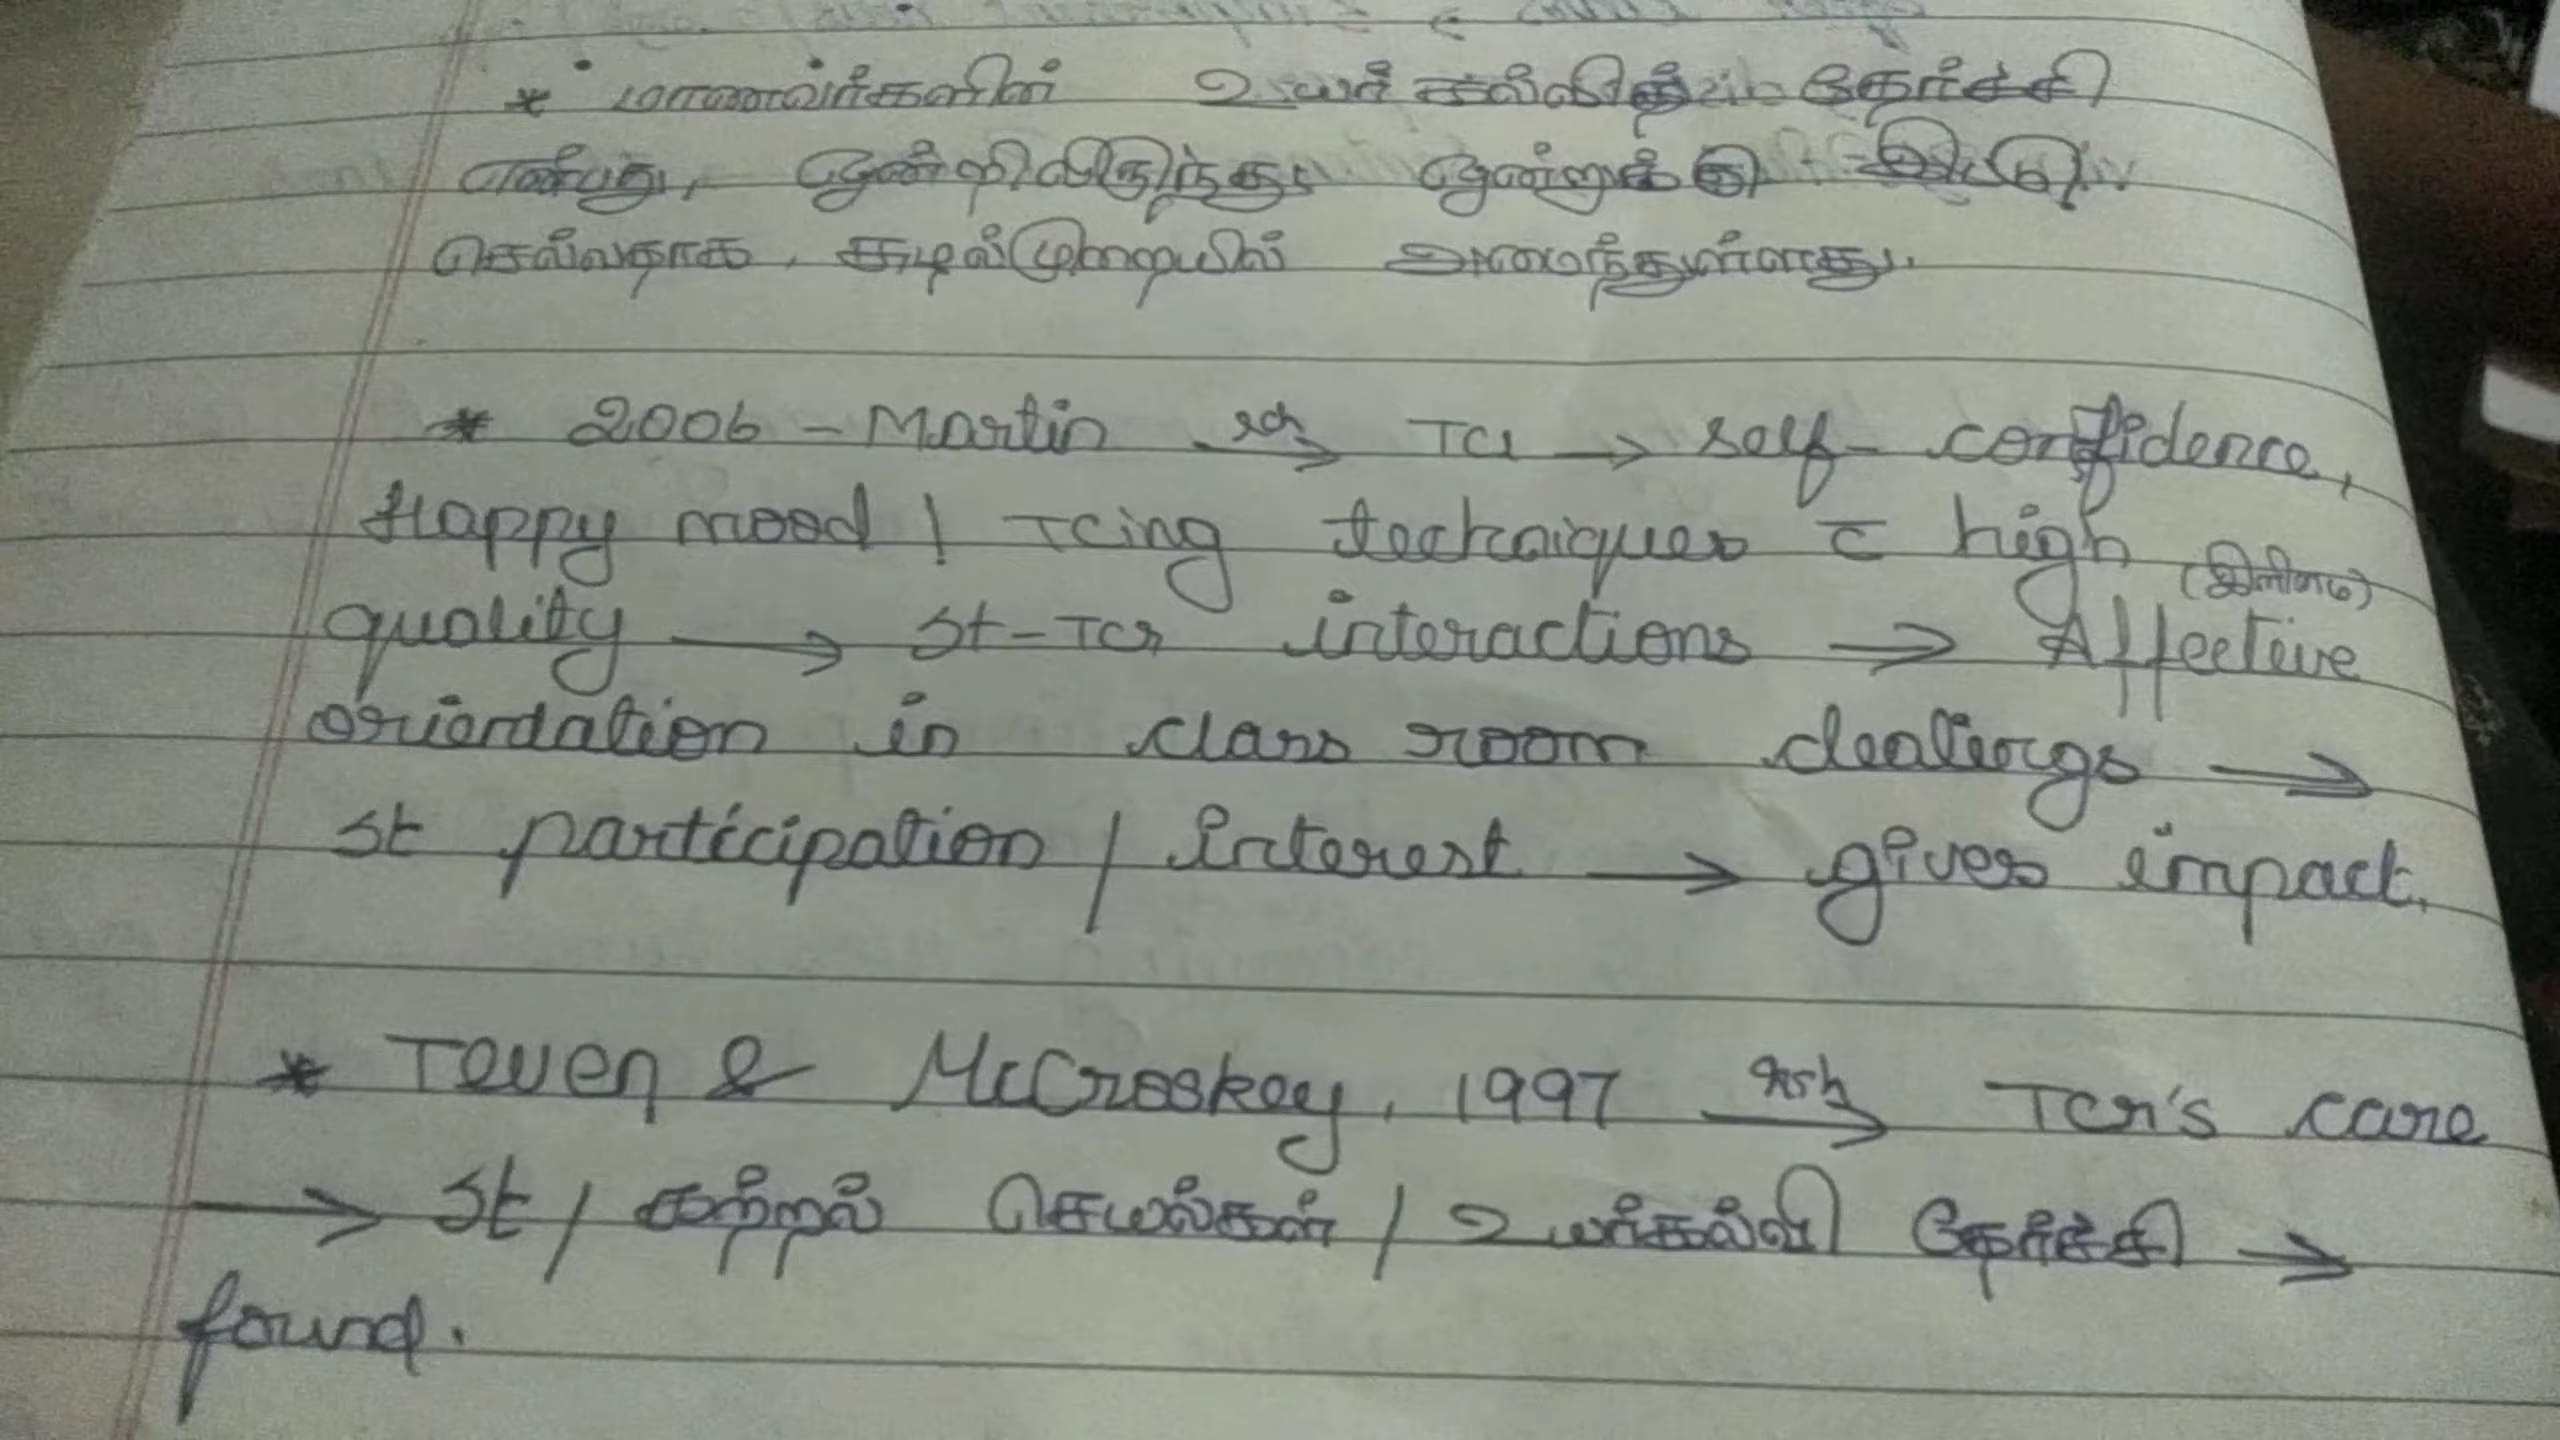 * மாணவர்களின் உயர் கல்வித் தேர்ச்சி
என்பது, ஒன்றிலிருந்து ஒன்றுக்கு இட்டு
செல்வதாக, சுழல்முறையில் அமைந்துள்ளது.
* 2006 - Martin → → self-confidence,
Happy mood / Tcing techniques c̄ high
quality → St-Tcr interactions → Affective
orientation in class room dealings →
St participation / interest → gives impact.
* Teven & McCroskey, 1997 rsh → Tcr's care
→ St / கற்றல் செயல்கள் / உயர்கல்வி தேர்ச்சி →
found.